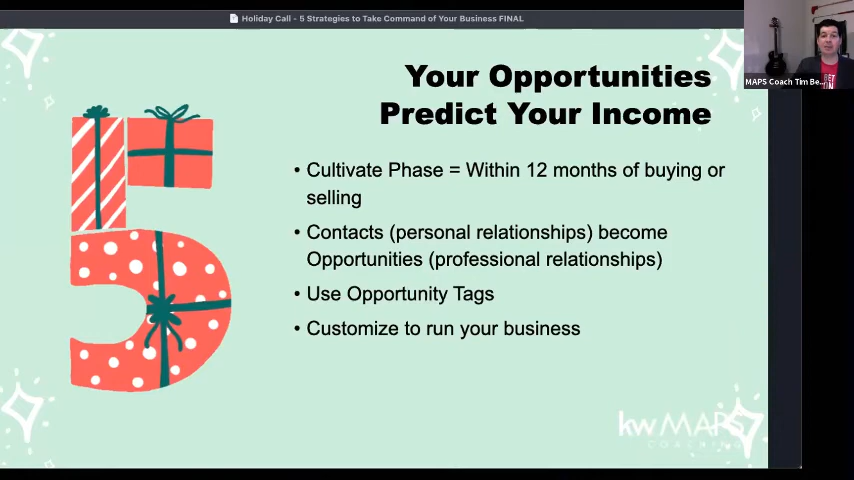 Holiday Call - 5 Strategies to Take Command of Your Business FINAL
MAPS Coach Tim Be...
Your Opportunities
Predict Your Income
• Cultivate Phase = Within 12 months of buying or
selling
• Contacts (personal relationships) become
Opportunities (professional relationships)
• Use Opportunity Tags
• Customize to run your business
kw MAPS
COACHING